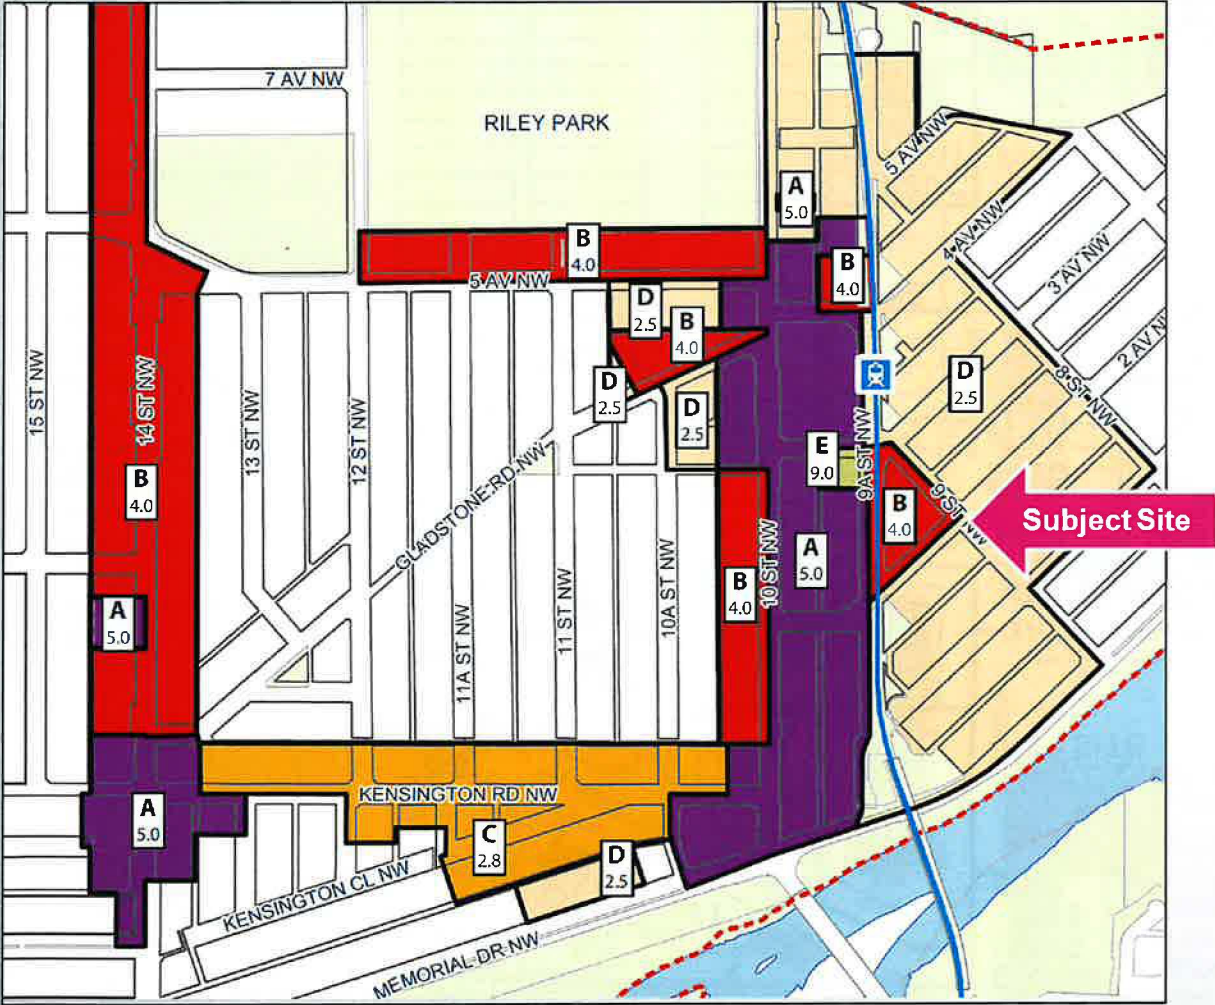 7 AV NW
RILEY PARK
5 AV NW
A
5.0
4 AV NW
B
4.0
3 AV NW
B
4.0
5 AV NW
D
2.5
B
4.0
2 AV N
15 ST NW
14 ST NW
13 ST NW
12 ST NW
D
2.5
D
2.5
D
2.5
8 ST NW
E
9.0
9A ST NW
GLADSTONE RD NW
B
4.0
B
4.0
9 ST NW
Subject Site
A
5.0
10 ST NW
B
4.0
11A ST NW
11 ST NW
10A ST NW
A
5.0
KENSINGTON RD NW
A
5.0
C
2.8
D
2.5
KENSINGTON CL NW
MEMORIAL DR NW